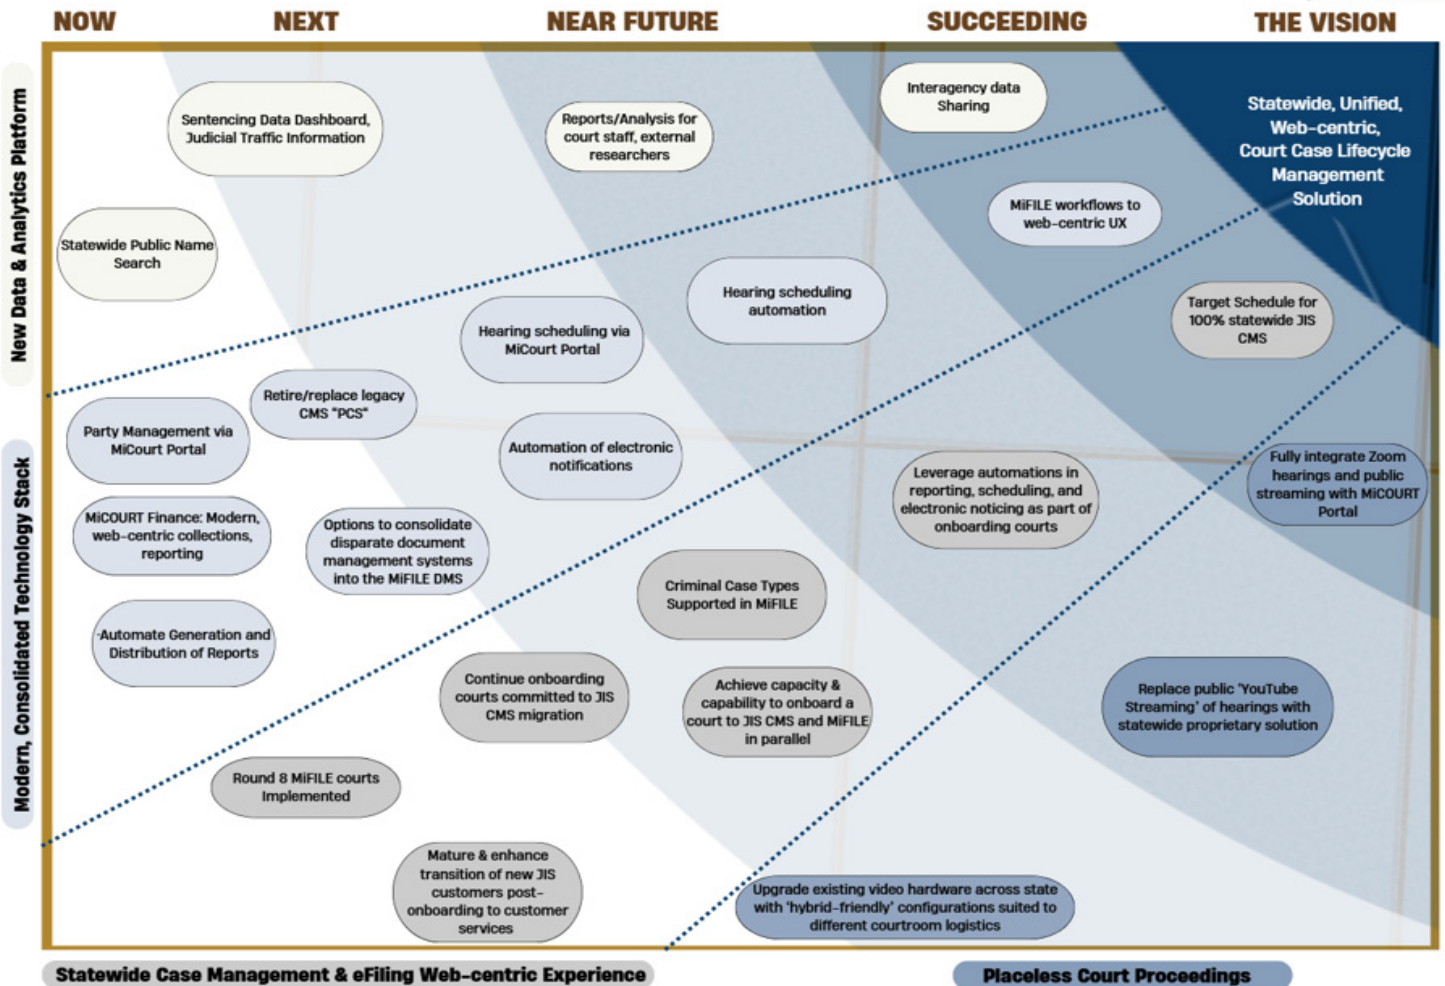 NOW
NEXT
NEAR FUTURE
SUCCEEDING
THE VISION
New Data & Analytics Platform
Sentencing Data Dashboard,
Judicial Traffic Information
Reports/Analysis for
court staff, external
researchers
Interagency data
Sharing
Statewide, Unified,
Web-centric,
Court Case Lifecycle
Management
Solution
Statewide Public Name
Search
MiFILE workflows to
web-centric UX
Hearing scheduling
automation
Target Schedule for
100% statewide JIS
CMS
Hearing scheduling via
MiCourt Portal
Modern, Consolidated Technology Stack
Retire/replace legacy
CMS "PCS"
Party Management via
MiCourt Portal
Automation of electronic
notifications
Leverage automations in
reporting, scheduling, and
electronic noticing as part of
onboarding courts
Fully integrate Zoom
hearings and public
streaming with MiCOURT
Portal
MiCOURT Finance: Modern,
web-centric collections,
reporting
Options to consolidate
disparate document
management systems
into the MiFILE DMS
Criminal Case Types
Supported in MiFILE
·Automate Generation and
Distribution of Reports
Continue onboarding
courts committed to JIS
CMS migration
Achieve capacity &
capability to onboard a
court to JIS CMS and MiFILE
in parallel
Replace public 'YouTube
Streaming' of hearings with
statewide proprietary solution
Round 8 MiFILE courts
Implemented
Mature & enhance
transition of new JIS
customers post-
onboarding to customer
services
Upgrade existing video hardware across state
with 'hybrid-friendly' configurations suited to
different courtroom logistics
Statewide Case Management & eFiling Web-centric Experience
Placeless Court Proceedings